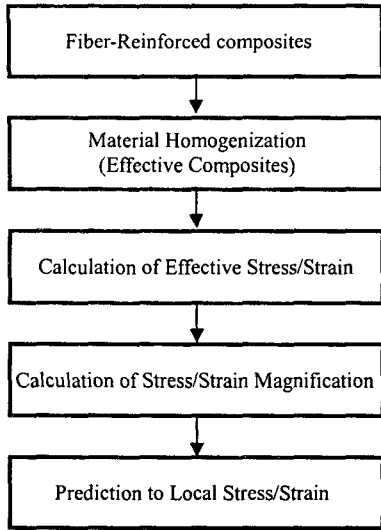 Fiber-Reinforced composites
Material Homogenization
(Effective Composites)
Calculation of Effective Stress/Strain
Calculation of Stress/Strain Magnification
Prediction to Local Stress/Strain